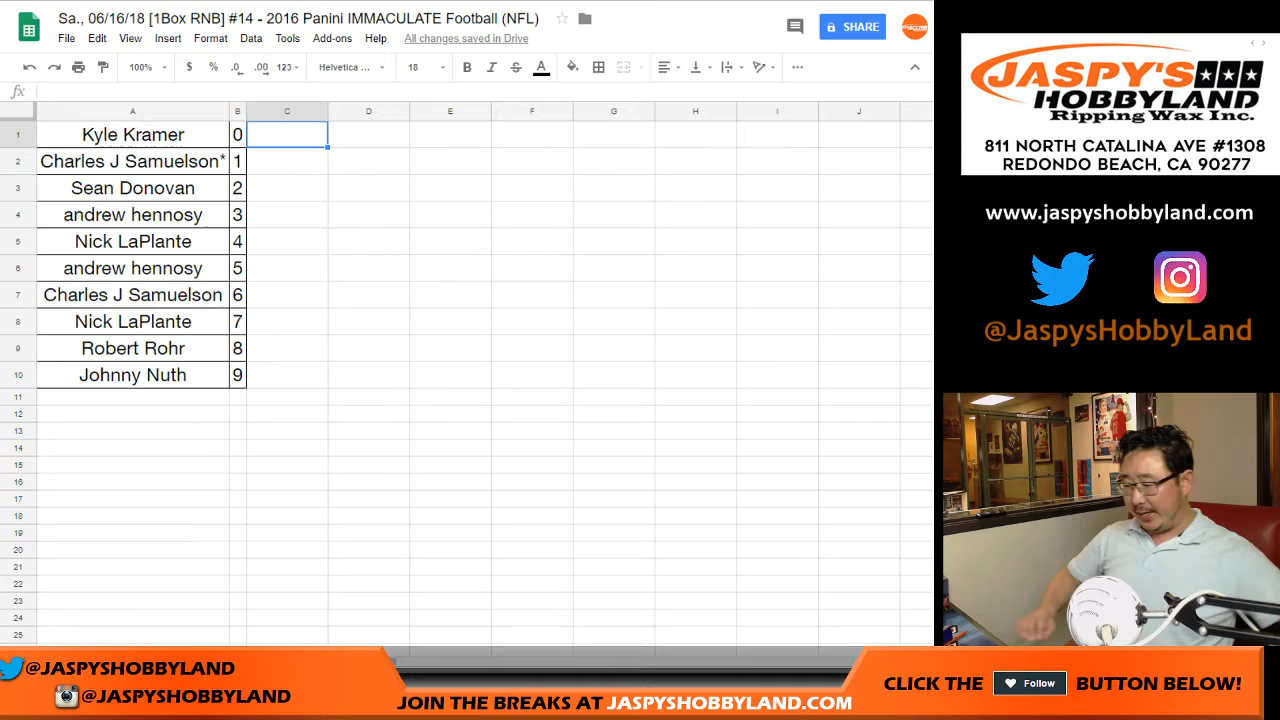 Sa., 06/16/18 [1Box RNB] #14 - 2016 Panini IMMACULATE Football (NFL)
SHARE
File Edit View Insert Format Data Tools Add-ons Help All changes saved in Drive
100% $ % .0 .00 123 Helvetica ... 18 B I S A
fx
A B C D E F G H I J
1 Kyle Kramer 0
2 Charles J Samuelson* 1
3 Sean Donovan 2
4 andrew hennosy 3
5 Nick LaPlante 4
6 andrew hennosy 5
7 Charles J Samuelson 6
8 Nick LaPlante 7
9 Robert Rohr 8
10 Johnny Nuth 9
11
12
13
14
15
16
17
18
19
20
21
22
23
24
25
JASPY'S
HOBBYLAND
Ripping Wax Inc.
811 NORTH CATALINA AVE #1308
REDONDO BEACH, CA 90277
www.jaspyshobbyland.com
@JaspysHobbyLand
@JASPYSHOBBYLAND
@JASPYSHOBBYLAND
JOIN THE BREAKS AT JASPYSHOBBYLAND.COM
CLICK THE Follow BUTTON BELOW!